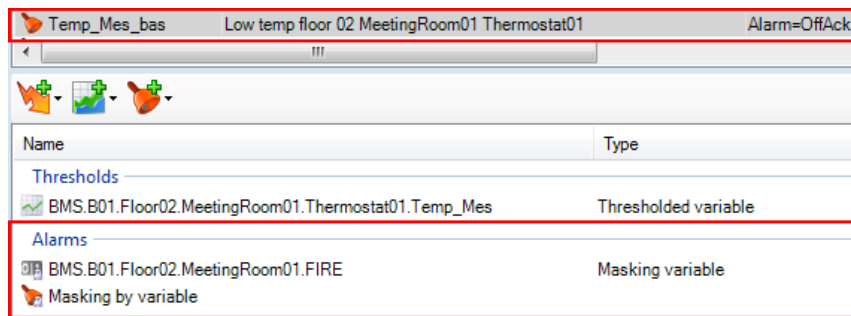 Temp_Mes_bas Low temp floor 02 MeetingRoom01 Thermostat01 Alarm=OffAck
Name Type
Thresholds
BMS.B01.Floor02.MeetingRoom01.Thermostat01.Temp_Mes Thresholded variable
Alarms
BMS.B01.Floor02.MeetingRoom01.FIRE Masking variable
Masking by variable